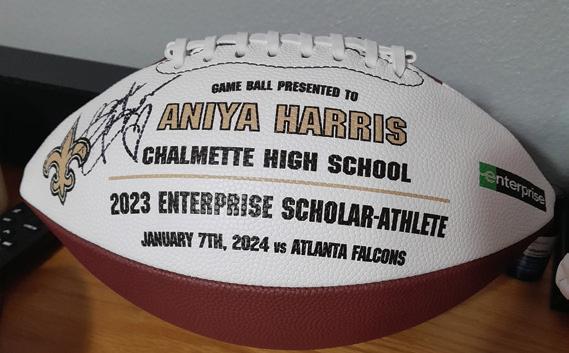 GAME BALL PRESENTED TO
ANIYA HARRIS
CHALMETTE HIGH SCHOOL
2023 ENTERPRISE SCHOLAR-ATHLETE
JANUARY 7TH, 2024 vs ATLANTA FALCONS
enterprise